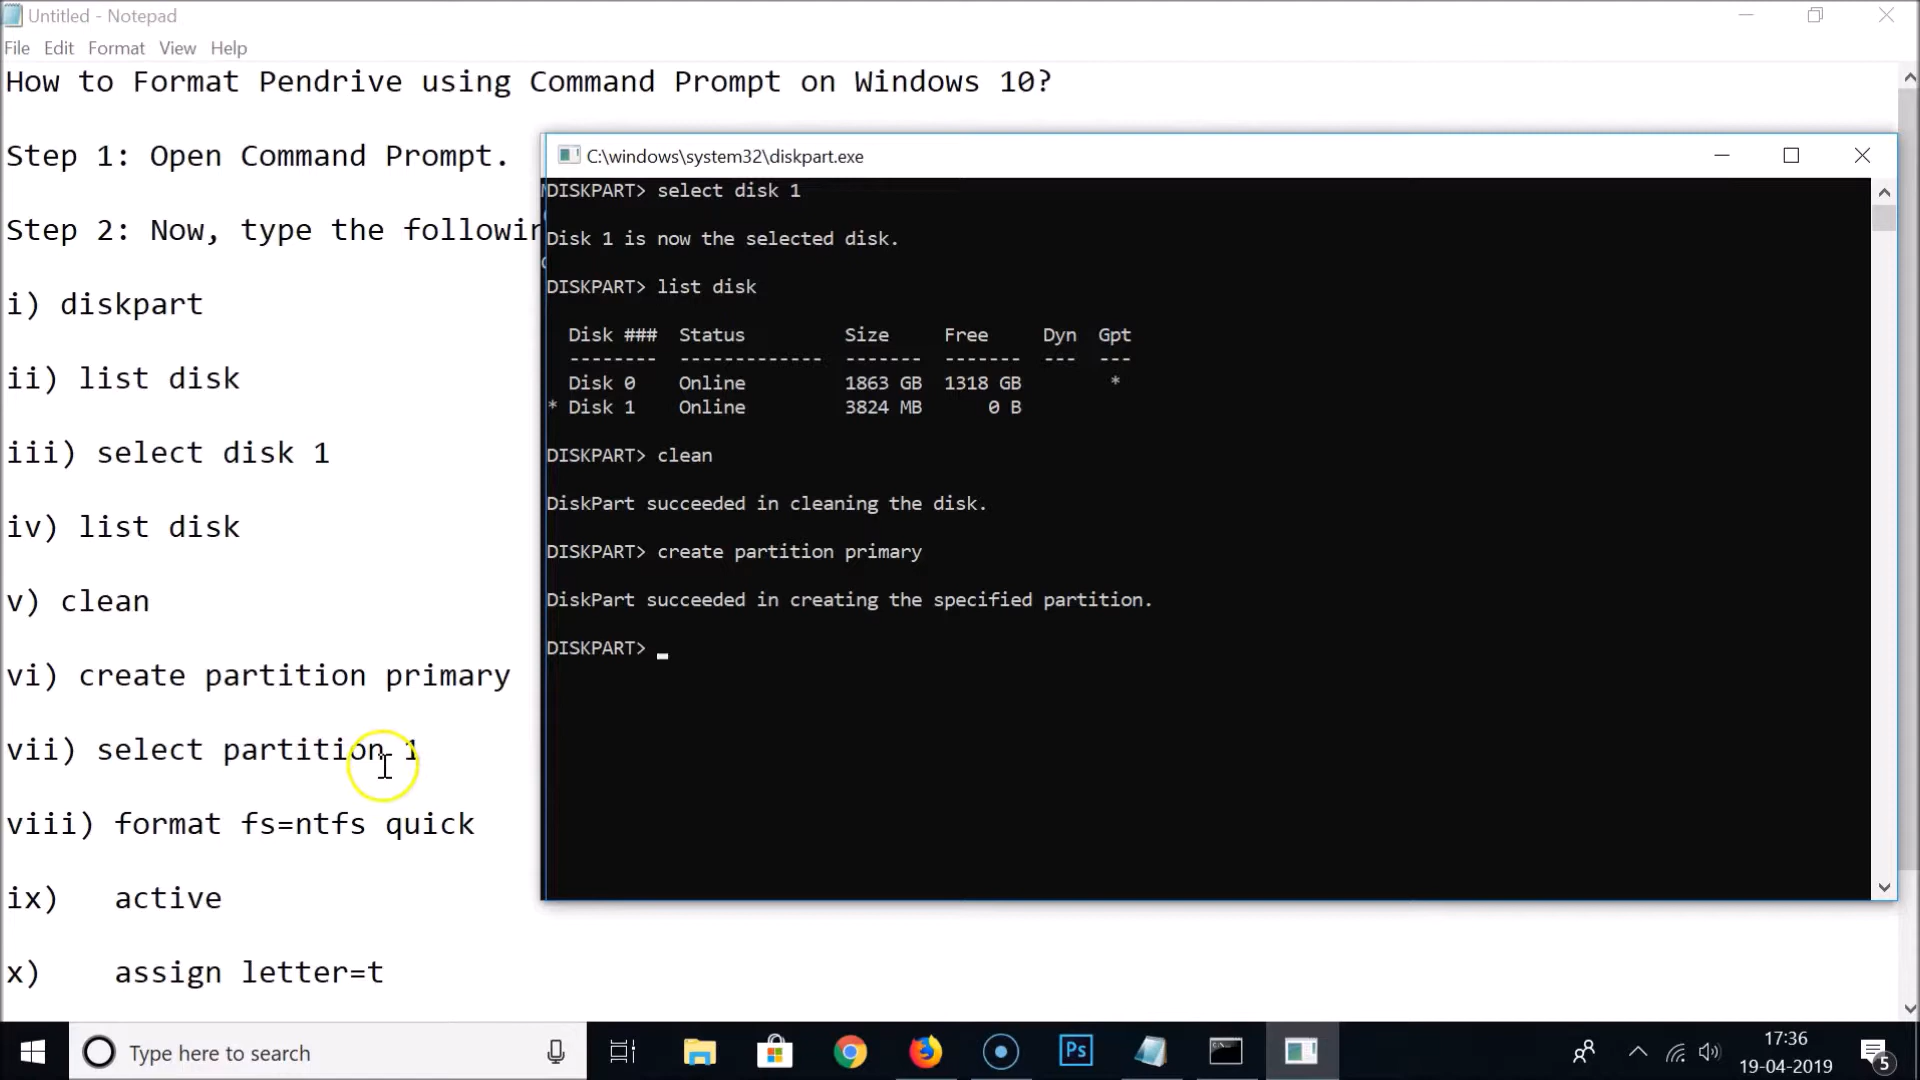 Untitled - Notepad
File Edit Format View Help
How to Format Pendrive using Command Prompt on Windows 10?
Step 1: Open Command Prompt.
Step 2: Now, type the followin
i) diskpart
ii) list disk
iii) select disk 1
iv) list disk
v) clean
vi) create partition primary
vii) select partition 1
viii) format fs=ntfs quick
ix) active
x) assign letter=t
C:\windows\system32\diskpart.exe
DISKPART> select disk 1
Disk 1 is now the selected disk.
DISKPART> list disk
Disk ### Status Size Free Dyn Gpt
-------- ------------- ------- ------- --- ---
Disk 0 Online 1863 GB 1318 GB *
* Disk 1 Online 3824 MB 0 B
DISKPART> clean
DiskPart succeeded in cleaning the disk.
DISKPART> create partition primary
DiskPart succeeded in creating the specified partition.
DISKPART>
Type here to search
Ps
17:36
19-04-2019
5